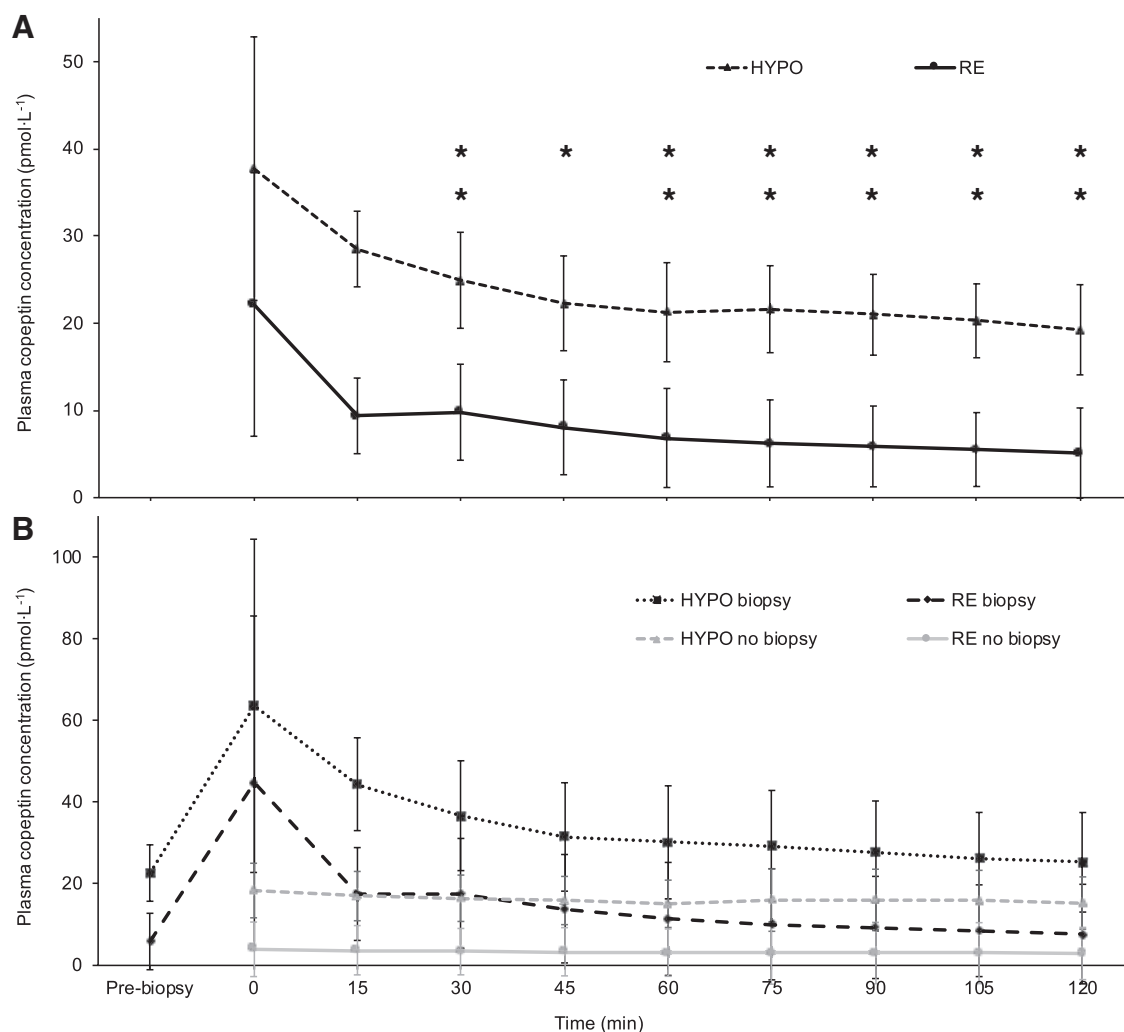 A
Plasma copeptin concentration (pmol·L-1)
50
40
30
20
10
0
HYPO
RE
* * * * * * *
* * * * * *
B
Plasma copeptin concentration (pmol·L-1)
100
80
60
40
20
0
HYPO biopsy
RE biopsy
HYPO no biopsy
RE no biopsy
Pre-biopsy 0 15 30 45 60 75 90 105 120
Time (min)